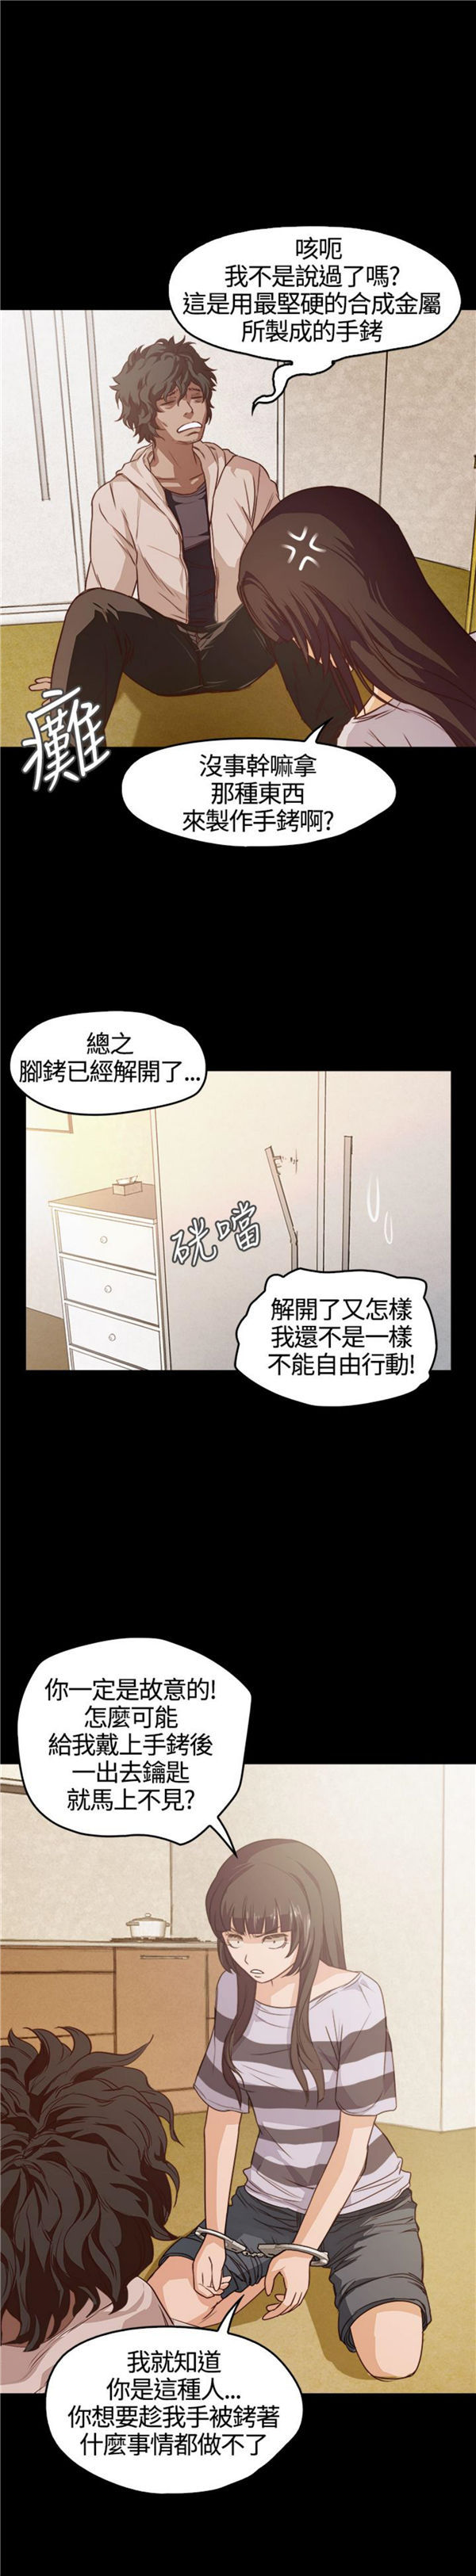 咳呃
我不是說過了嗎?
這是用最堅硬的合成金屬
所製成的手銬
癱
沒事幹嘛拿
那種東西
來製作手銬啊?
總之
腳銬已經解開了...
硄噹
解開了又怎樣
我還不是一樣
不能自由行動!
你一定是故意的!
怎麼可能
給我戴上手銬後
一出去鑰匙
就馬上不見?
我就知道
你是這種人...
你想要趁我手被銬著
什麼事情都做不了